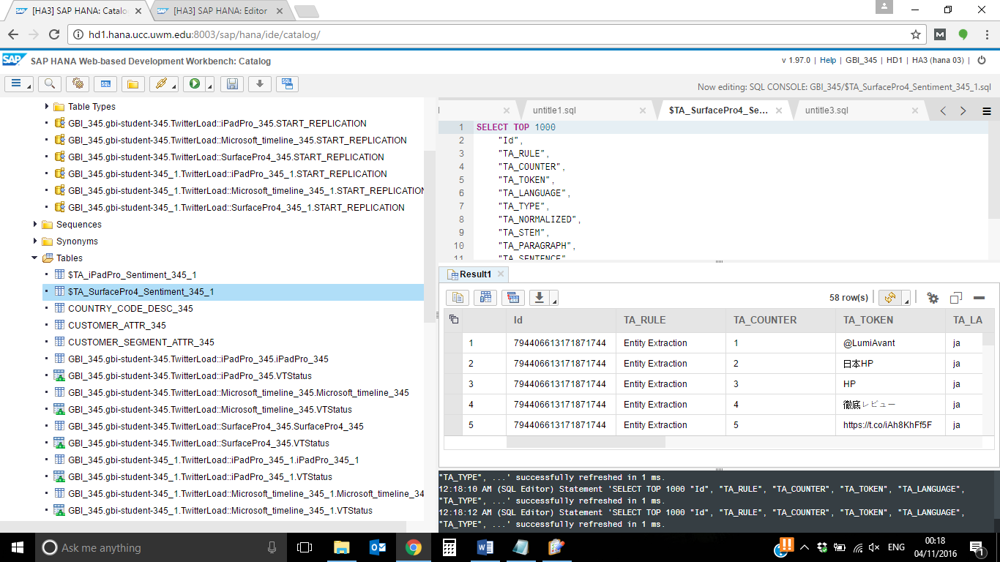 [HA3] SAP HANA: Catalo
[HA3] SAP HANA: Editor
hd1.hana.ucc.uwm.edu:8003/sap/hana/ide/catalog/
M
SAP
SAP HANA Web-based Development Workbench: Catalog
v 1.97.0 | Help | GBI_345 | HD1 | HA3 (hana 03) |
SQL
SQL
Now editing: SQL CONSOLE: GBI_345/$TA_SurfacePro4_Sentiment_345_1.sql
Table Types
GBI_345.gbi-student-345.TwitterLoad::iPadPro_345.START_REPLICATION
GBI_345.gbi-student-345.TwitterLoad::Microsoft_timeline_345.START_REPLICATION
GBI_345.gbi-student-345.TwitterLoad::SurfacePro4_345.START_REPLICATION
GBI_345.gbi-student-345_1.TwitterLoad::iPadPro_345_1.START_REPLICATION
GBI_345.gbi-student-345_1.TwitterLoad::Microsoft_timeline_345_1.START_REPLICATION
GBI_345.gbi-student-345_1.TwitterLoad::SurfacePro4_345_1.START_REPLICATION
Sequences
Synonyms
Tables
$TA_iPadPro_Sentiment_345_1
$TA_SurfacePro4_Sentiment_345_1
COUNTRY_CODE_DESC_345
CUSTOMER_ATTR_345
CUSTOMER_SEGMENT_ATTR_345
GBI_345.gbi-student-345.TwitterLoad::iPadPro_345.iPadPro_345
GBI_345.gbi-student-345.TwitterLoad::iPadPro_345.VTStatus
GBI_345.gbi-student-345.TwitterLoad::Microsoft_timeline_345.Microsoft_timeline_345
GBI_345.gbi-student-345.TwitterLoad::Microsoft_timeline_345.VTStatus
GBI_345.gbi-student-345.TwitterLoad::SurfacePro4_345.SurfacePro4_345
GBI_345.gbi-student-345.TwitterLoad::SurfacePro4_345.VTStatus
GBI_345.gbi-student-345_1.TwitterLoad::iPadPro_345_1.iPadPro_345_1
GBI_345.gbi-student-345_1.TwitterLoad::iPadPro_345_1.VTStatus
GBI_345.gbi-student-345_1.TwitterLoad::Microsoft_timeline_345_1.Microsoft_timeline_34
GBI_345.gbi-student-345_1.TwitterLoad::Microsoft_timeline_345_1.VTStatus
l untitle1.sql $TA_SurfacePro4_Se... untitle3.sql
1 SELECT TOP 1000
2 "Id",
3 "TA_RULE",
4 "TA_COUNTER",
5 "TA_TOKEN",
6 "TA_LANGUAGE",
7 "TA_TYPE",
8 "TA_NORMALIZED",
9 "TA_STEM",
10 "TA_PARAGRAPH",
11 "TA_SENTENCE"
Result1
58 row(s)
Id TA_RULE TA_COUNTER TA_TOKEN TA_LA
1 794406613171871744 Entity Extraction 1 @LumiAvant ja
2 794406613171871744 Entity Extraction 2 日本HP ja
3 794406613171871744 Entity Extraction 3 HP ja
4 794406613171871744 Entity Extraction 4 徹底レビュー ja
5 794406613171871744 Entity Extraction 5 https://t.co/iAh8KhFf5F ja
"TA_TYPE", ...' successfully refreshed in 1 ms.
12:18:10 AM (SQL Editor) Statement 'SELECT TOP 1000 "Id", "TA_RULE", "TA_COUNTER", "TA_TOKEN", "TA_LANGUAGE",
"TA_TYPE", ...' successfully refreshed in 1 ms.
12:18:12 AM (SQL Editor) Statement 'SELECT TOP 1000 "Id", "TA_RULE", "TA_COUNTER", "TA_TOKEN", "TA_LANGUAGE",
"TA_TYPE", ...' successfully refreshed in 1 ms.
Ask me anything
ENG
00:18
04/11/2016
1